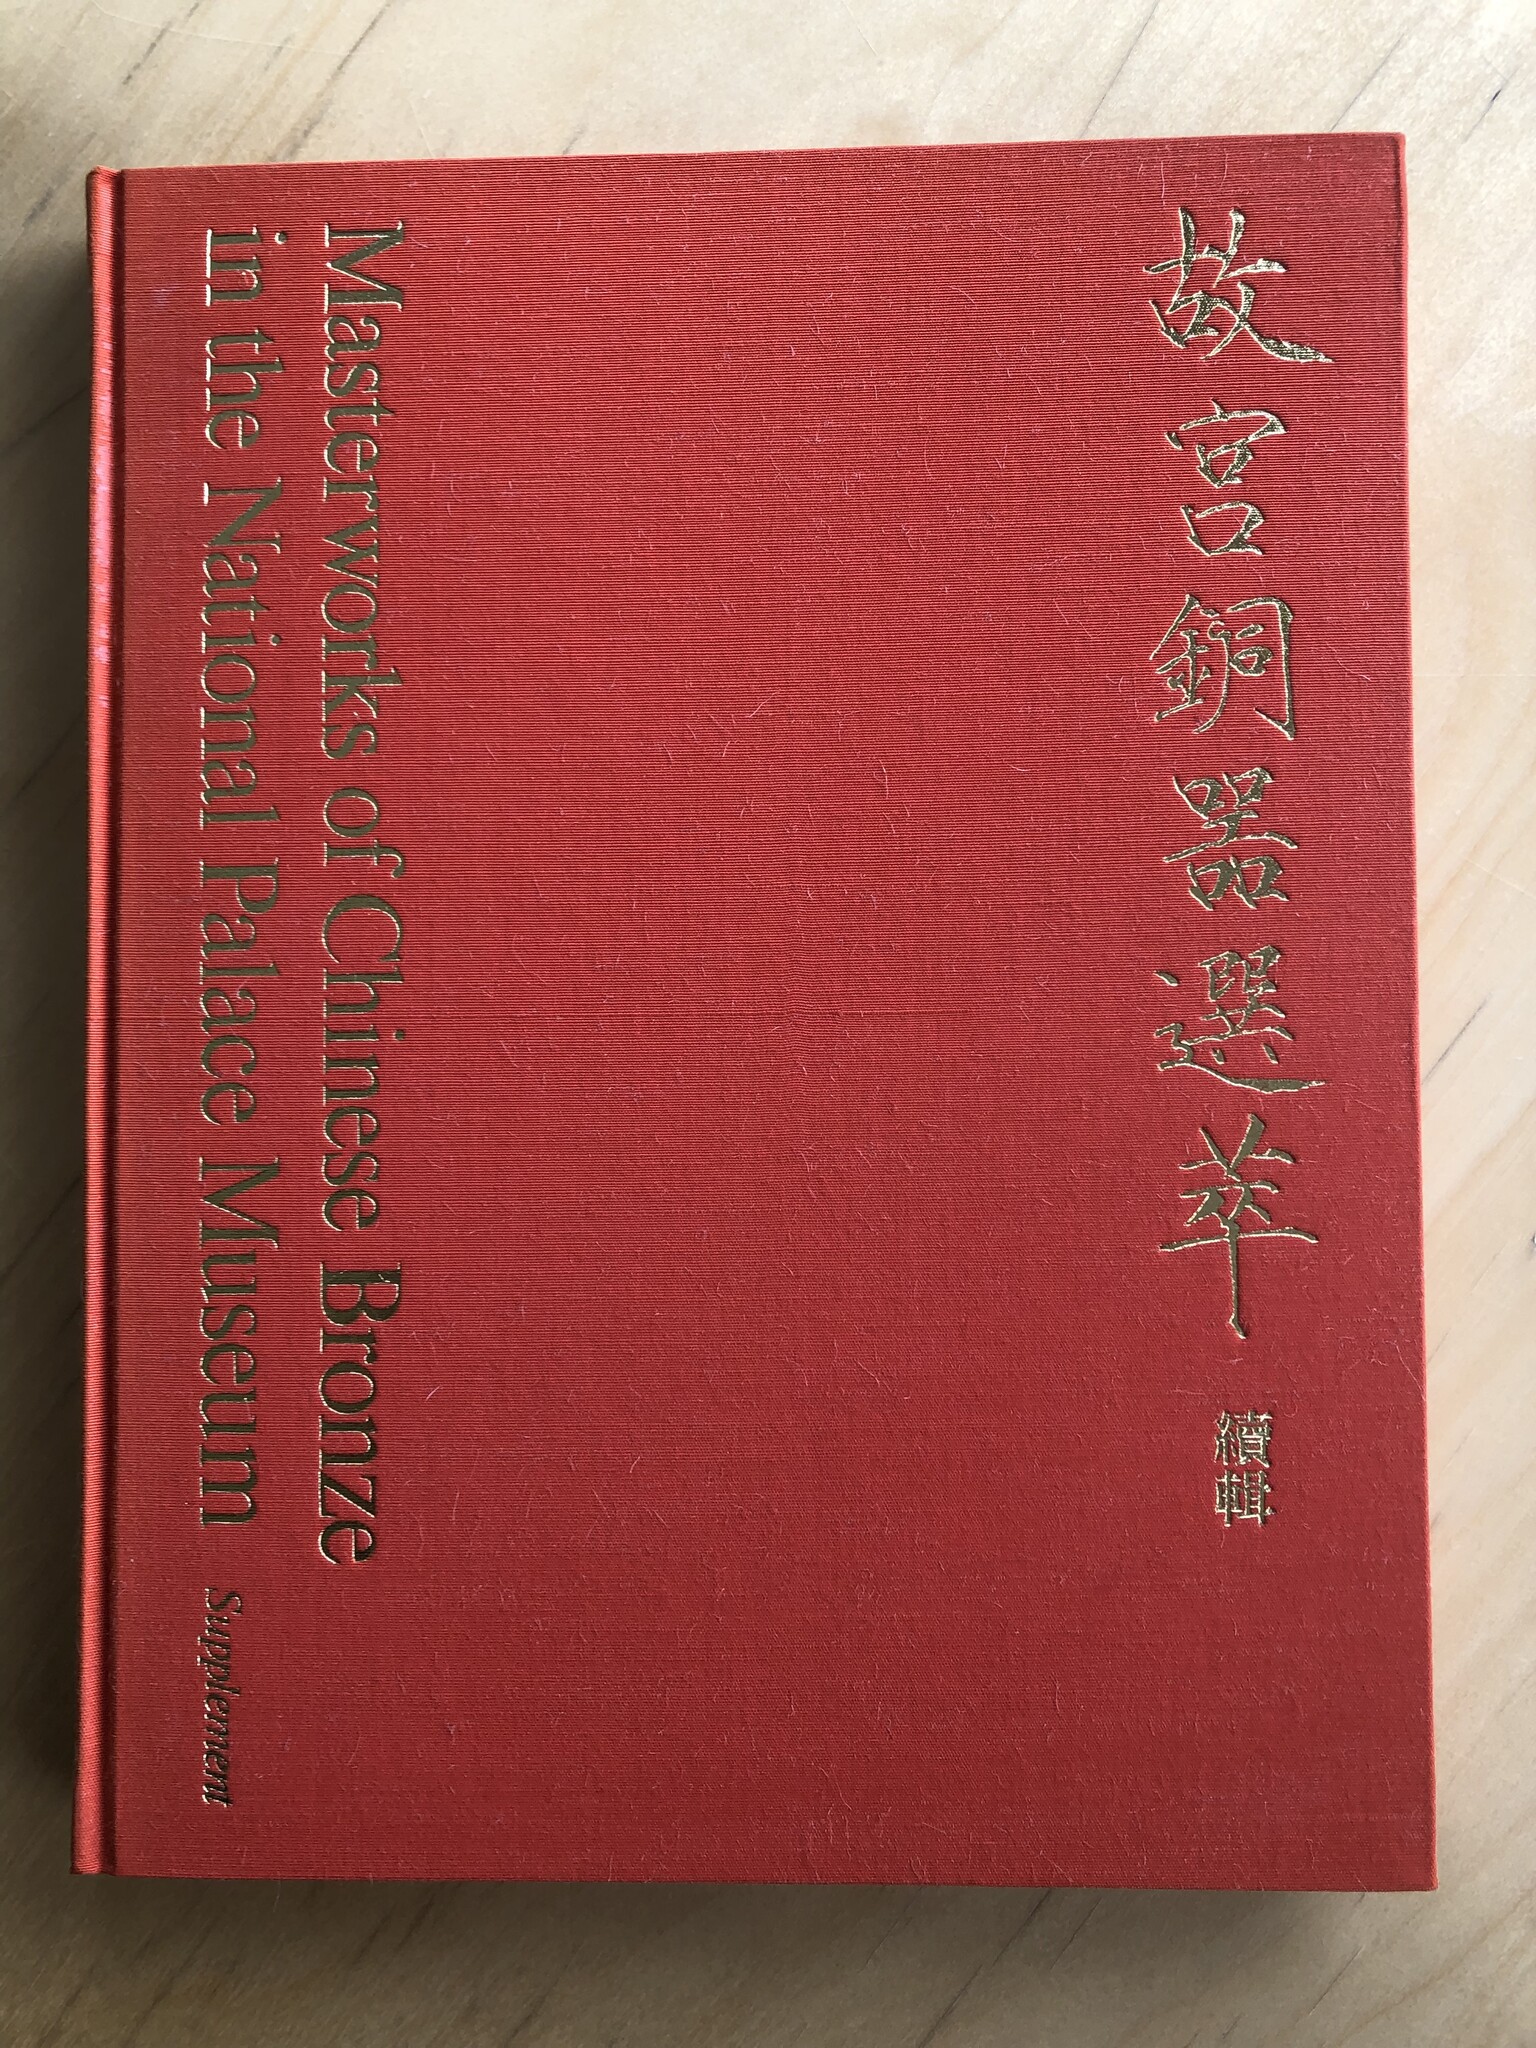 故宮銅器選萃 續輯
Masterworks of Chinese Bronze
in the National Palace Museum Supplement